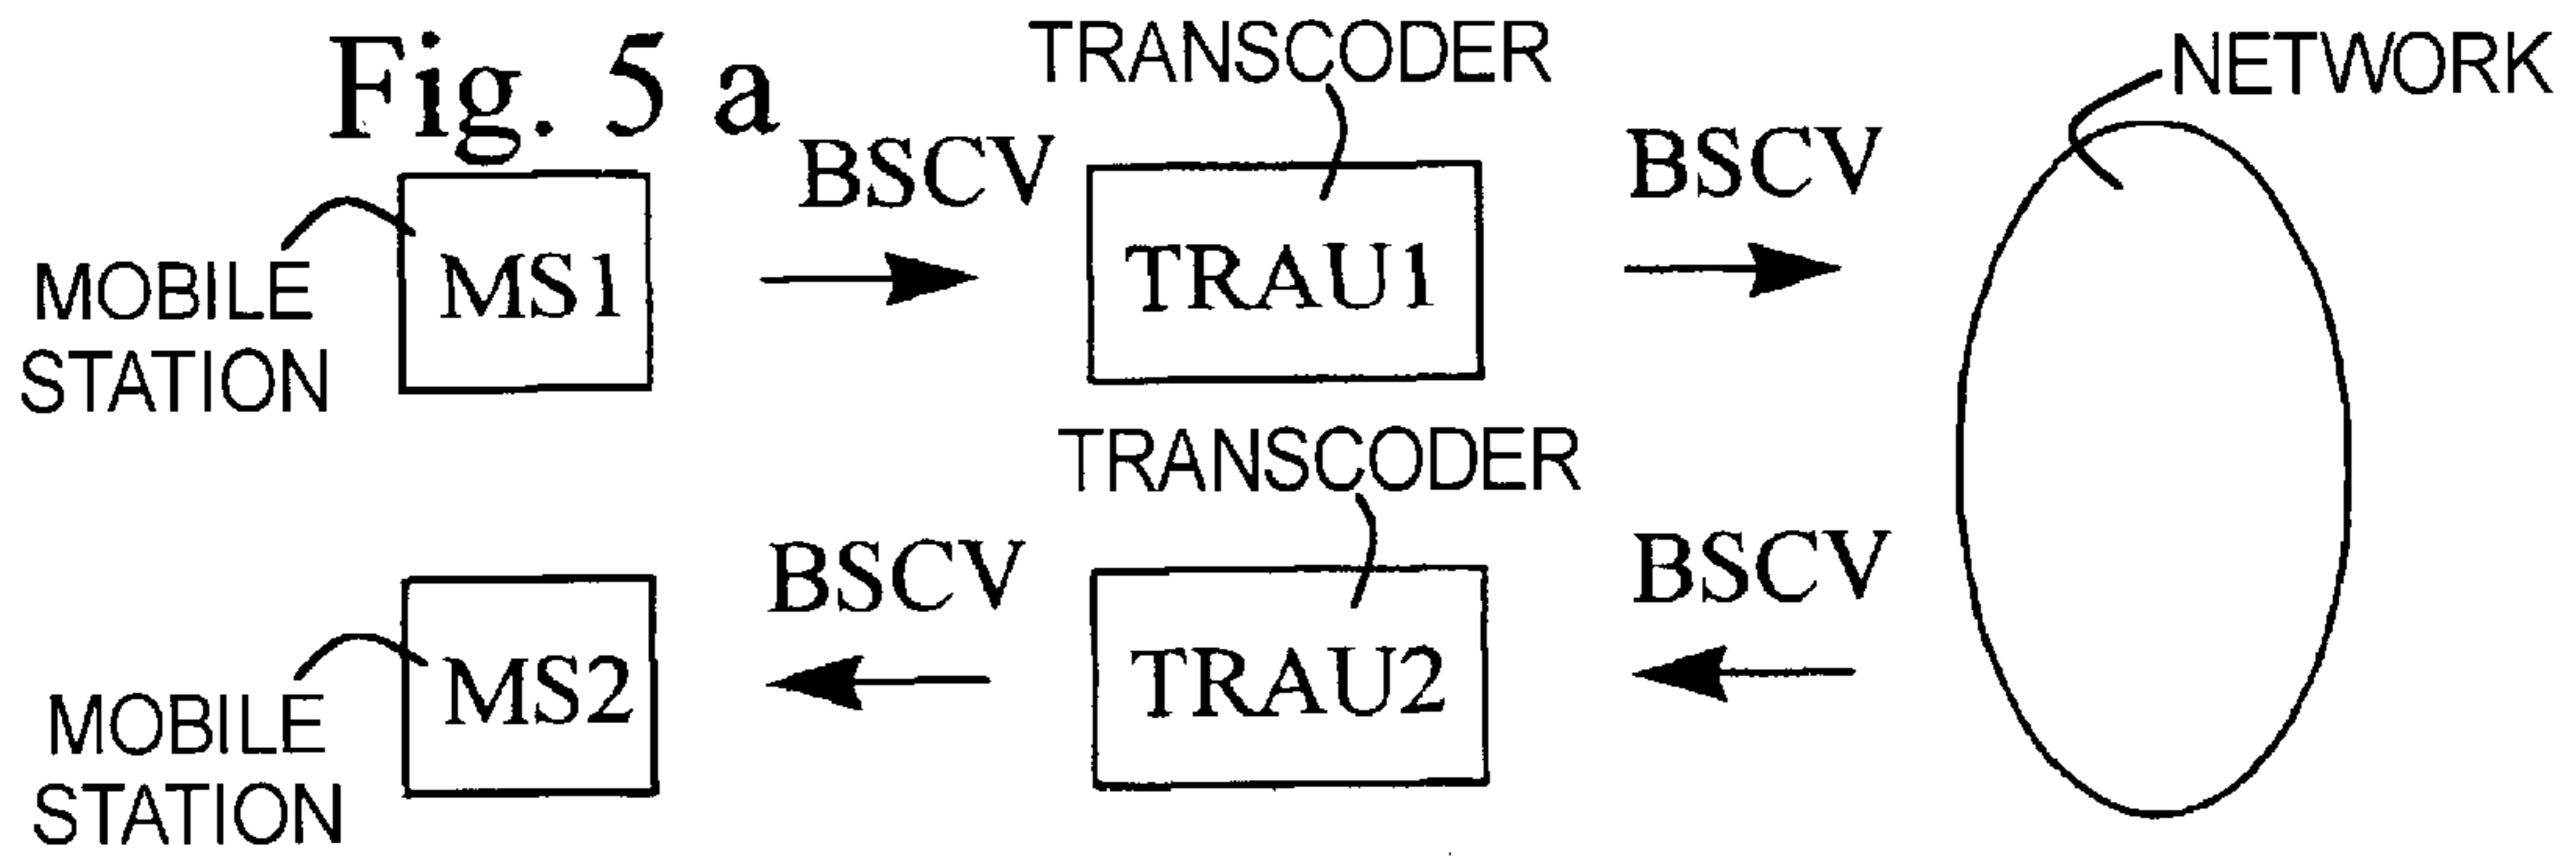 Fig. 5 a
TRANSCODER
NETWORK
BSCV
BSCV
MOBILE
STATION
MS1
TRAU1
TRANSCODER
BSCV
BSCV
MOBILE
STATION
MS2
TRAU2